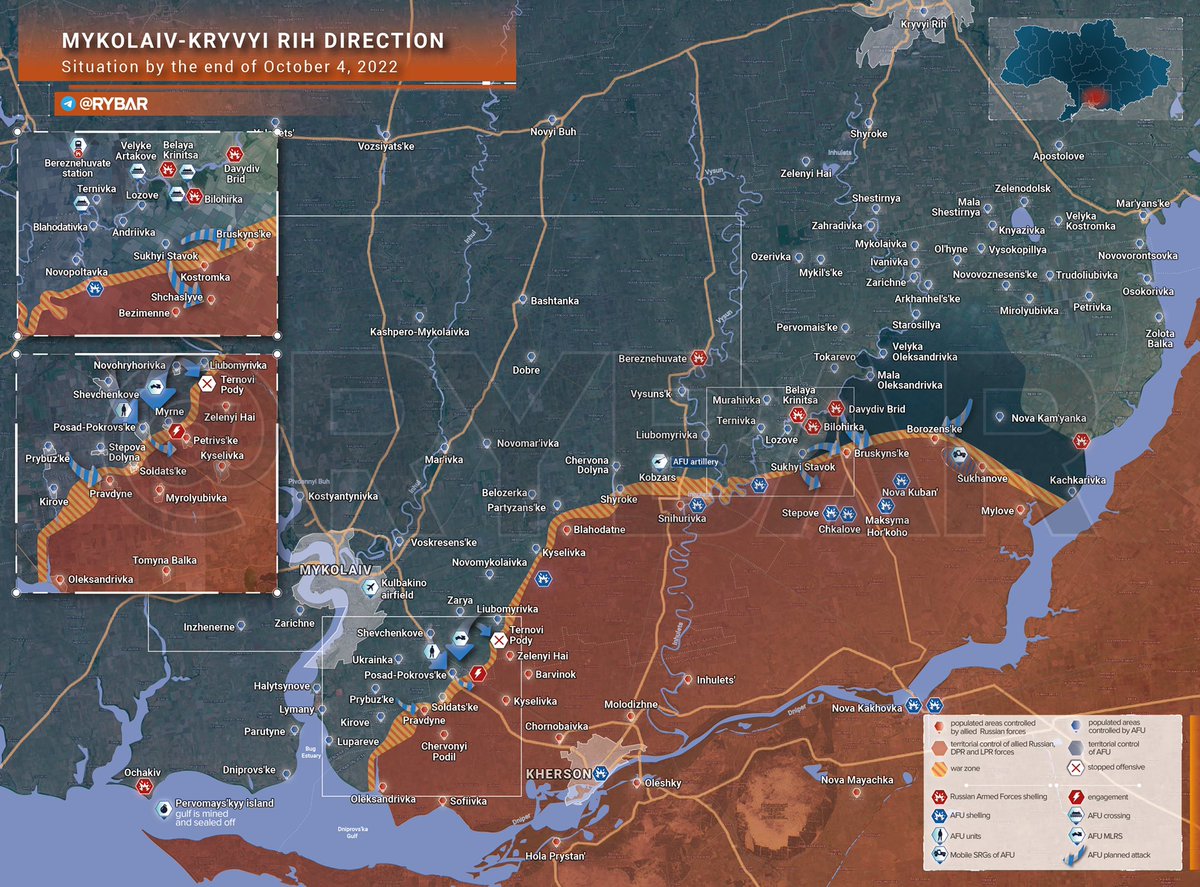 MYKOLAIV-KRYVYI RIH DIRECTION
Situation by the end of October 4, 2022
@RYBAR
Kryvyi Rih
Novyi Buh
Vozsiyats'ke
Shyroke
Inhulets
Zelenyi Hai
Apostolove
Vysun
Inhul
Bereznehuvate
station
Velyke
Artakove
Belaya
Krinitsa
Davydiv
Brid
Ternivka
Lozove
Bilohirka
Blahodativka
Andriivka
Bruskyns'ke
Sukhyi Stavok
Novopoltavka
Kostromka
Shchaslyve
Bezimenne
Shestirnya
Mala
Shestirnya
Zelenodolsk
Mar'yans'ke
Zahradivka
Knyazivka
Velyka
Kostromka
Mykolaivka
Ol'hyne
Vysokopillya
Novovorontsovka
Ozerivka
Mykil's'ke
Ivanivka
Novovoznesens'ke
Trudoliubivka
Zarichne
Osokorivka
Arkhanhel's'ke
Mirolyubivka
Petrivka
Bashtanka
Kashpero-Mykolaivka
Pervomais'ke
Starosillya
Zolota
Balka
Vysun
Dobre
Bereznehuvate
Tokarevo
Velyka
Oleksandrivka
Mala
Oleksandrivka
Vysuns'k
Murahivka
Belaya
Krinitsa
Davydiv Brid
Ternivka
Bilohirka
Lozove
Liubomyrivka
Nova Kam'yanka
Borozens'ke
Novomar'ivka
Mar'ivka
Chervona
Dolyna
AFU artillery
Kobzars
Sukhyi Stavok
Bruskyns'ke
Sukhanove
Kachkarivka
Pivdennyi Buh
Kostyantynivka
Inhul
Belozerka
Partyzans'ke
Shyroke
Snihurivka
Nova Kuban'
Stepove
Chkalove
Maksyma
Hor'koho
Mylove
Blahodatne
Novohryhorivka
Liubomyrivka
Shevchenkove
Ternovi
Pody
Myrne
Zelenyi Hai
Posad-Pokrovs'ke
Petrivs'ke
Prybuz'ke
Stepova
Dolyna
Kyselivka
Soldats'ke
Kirove
Pravdyne
Myrolyubivka
Tomyna Balka
Oleksandrivka
Voskresens'ke
Kyselivka
MYKOLAIV
Novomykolaivka
Kulbakino
airfield
Zarya
Liubomyrivka
Inzhenerne
Zarichne
Shevchenkove
Ternovi
Pody
Inhulets
Ukrainka
Zelenyi Hai
Posad-Pokrovs'ke
Barvinok
Inhulets'
Halytsynove
Prybuz'ke
Soldats'ke
Kyselivka
Molodizhne
Dniper
Nova Kakhovka
Lymany
Kirove
Pravdyne
Chornobaivka
Parutyne
Bug
Estuary
Lupareve
Chervonyi
Podil
Ochakiv
Dniprovs'ke
KHERSON
Oleshky
Nova Mayachka
Pervomays'kyy island
gulf is mined
and sealed off
Oleksandrivka
Sofiivka
Dniprovs'ka
Gulf
Dniper
Hola Prystan'
populated areas controlled
by allied Russian forces
populated areas
controlled by AFU
territorial control of allied Russian,
DPR and LPR forces
territorial control
of AFU
war zone
stopped offensive
Russian Armed Forces shelling
engagement
AFU shelling
AFU crossing
AFU units
AFU MLRS
Mobile SRGs of AFU
AFU planned attack